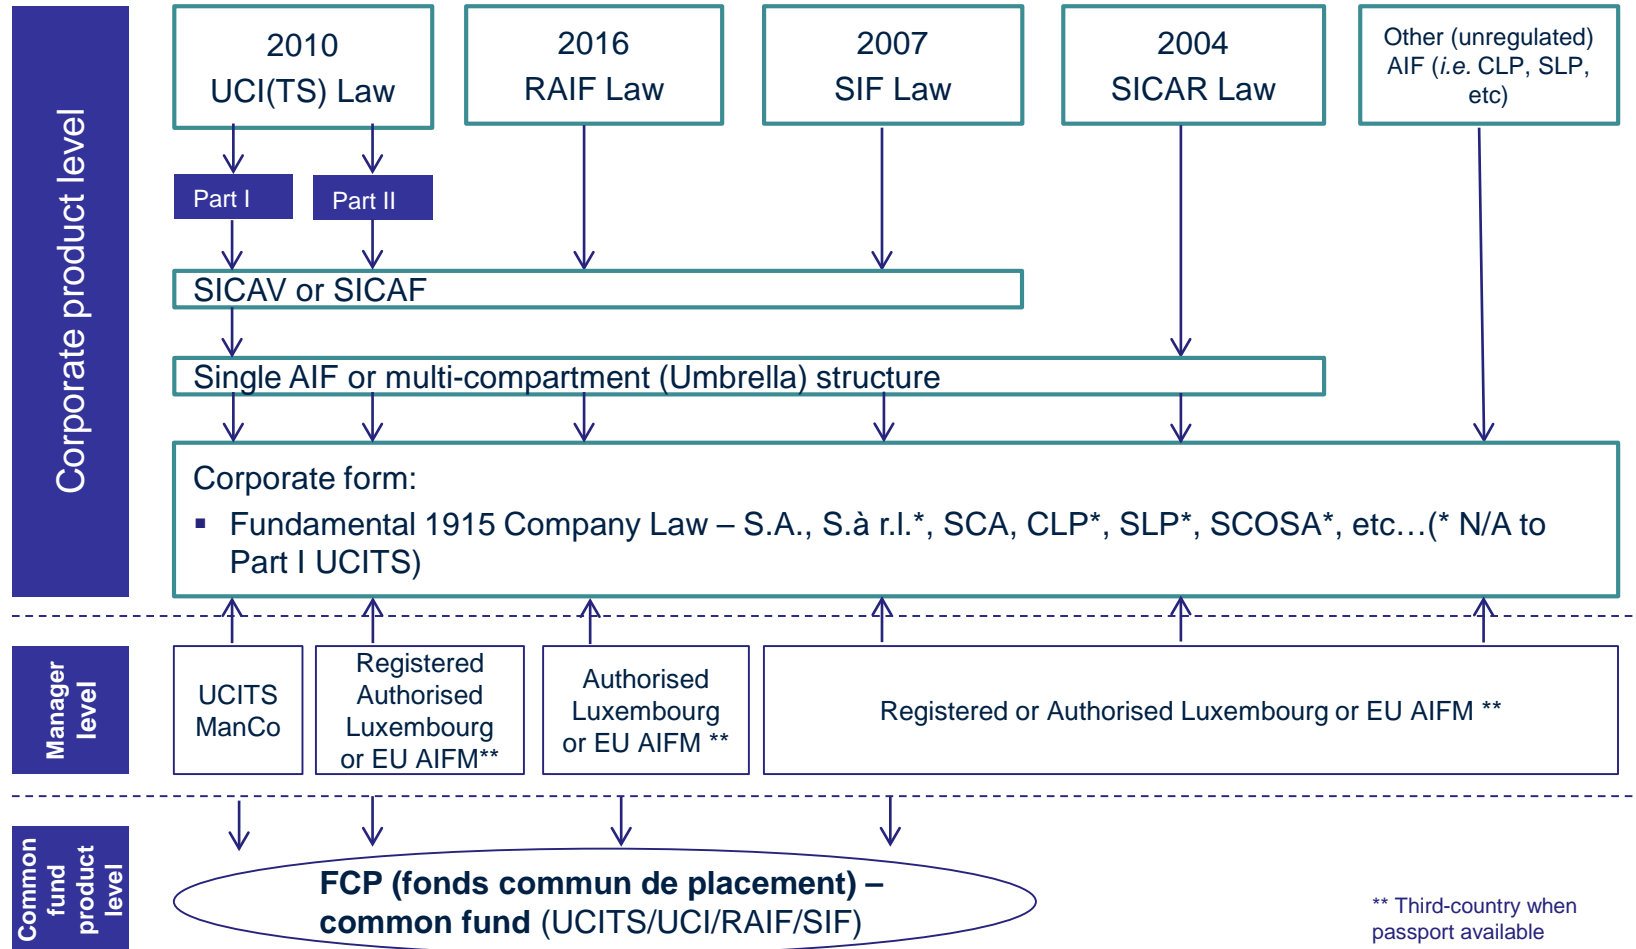 Corporate product level
2010
UCI(TS) Law
2016
RAIF Law
2007
SIF Law
2004
SICAR Law
Other (unregulated)
AIF (i.e. CLP, SLP,
etc)
Part I
Part II
SICAV or SICAF
Single AIF or multi-compartment (Umbrella) structure
Corporate form:
▪ Fundamental 1915 Company Law – S.A., S.à r.l.*, SCA, CLP*, SLP*, SCOSA*, etc…(* N/A to
Part I UCITS)
Manager
level
UCITS
ManCo
Registered
Authorised
Luxembourg
or EU AIFM**
Authorised
Luxembourg
or EU AIFM **
Registered or Authorised Luxembourg or EU AIFM **
Common
fund
product
level
FCP (fonds commun de placement) –
common fund (UCITS/UCI/RAIF/SIF)
** Third-country when
passport available